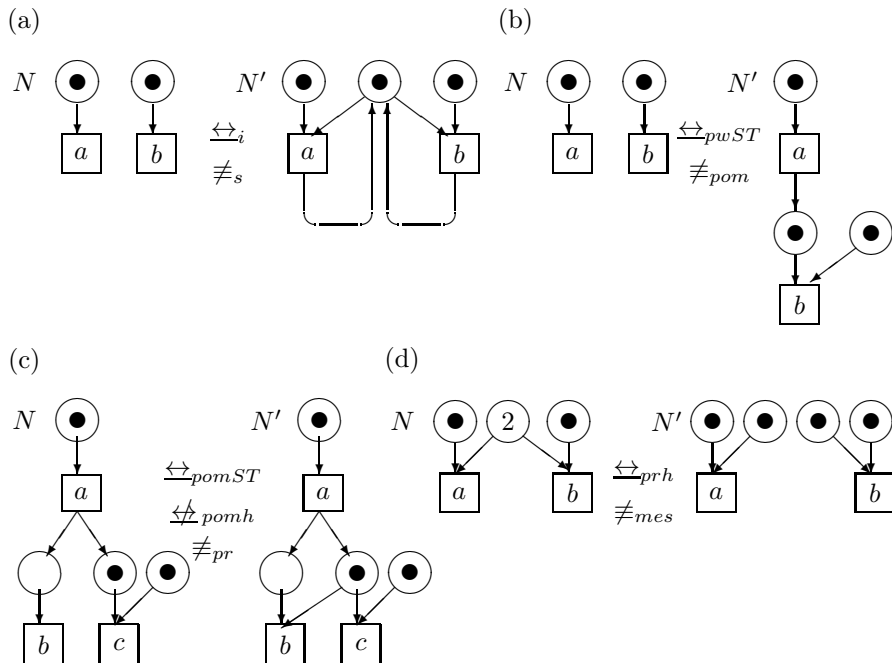 (a)
(b)
N
N′
N
N′
a
b
↔i
a
b
a
b
↔pwST
a
≢s
≢pom
b
(c)
(d)
N
N′
N
2
N′
a
↔pomST
a
a
b
↔prh
a
b
↮pomh
≢mes
≢pr
b
c
b
c